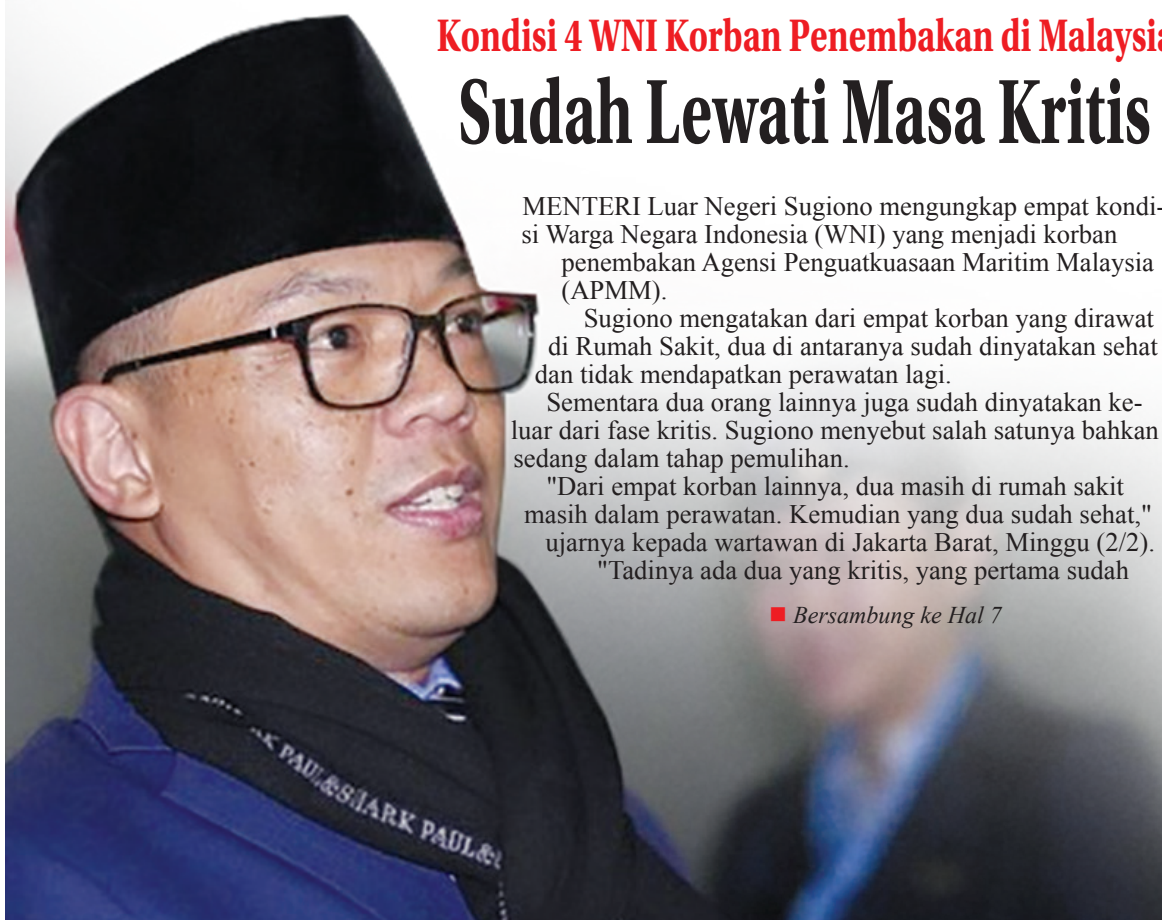 Kondisi 4 WNI Korban Penembakan di Malaysia
Sudah Lewati Masa Kritis
MENTERI Luar Negeri Sugiono mengungkap empat kondi-
si Warga Negara Indonesia (WNI) yang menjadi korban
penembakan Agensi Penguatkuasaan Maritim Malaysia
(APMM).
Sugiono mengatakan dari empat korban yang dirawat
di Rumah Sakit, dua di antaranya sudah dinyatakan sehat
dan tidak mendapatkan perawatan lagi.
Sementara dua orang lainnya juga sudah dinyatakan ke-
luar dari fase kritis. Sugiono menyebut salah satunya bahkan
sedang dalam tahap pemulihan.
"Dari empat korban lainnya, dua masih di rumah sakit
masih dalam perawatan. Kemudian yang dua sudah sehat,"
ujarnya kepada wartawan di Jakarta Barat, Minggu (2/2).
"Tadinya ada dua yang kritis, yang pertama sudah
Bersambung ke Hal 7
PAUL&SHARK PAUL&